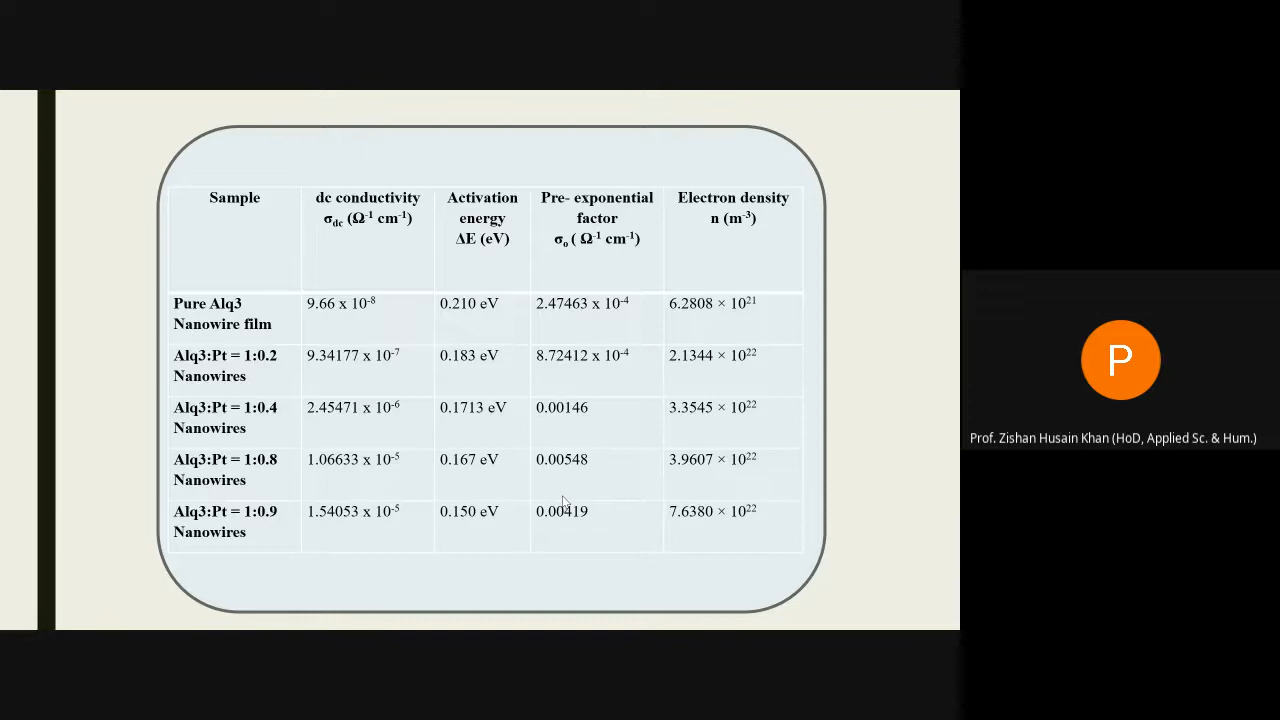 Sample
dc conductivity
σdc (Ω-1 cm-1)
Activation
energy
ΔE (eV)
Pre- exponential
factor
σo ( Ω-1 cm-1)
Electron density
n (m-3)
Pure Alq3
Nanowire film
9.66 x 10-8
0.210 eV
2.47463 x 10-4
6.2808 × 1021
Alq3:Pt = 1:0.2
Nanowires
9.34177 x 10-7
0.183 eV
8.72412 x 10-4
2.1344 × 1022
Alq3:Pt = 1:0.4
Nanowires
2.45471 x 10-6
0.1713 eV
0.00146
3.3545 × 1022
Alq3:Pt = 1:0.8
Nanowires
1.06633 x 10-5
0.167 eV
0.00548
3.9607 × 1022
Alq3:Pt = 1:0.9
Nanowires
1.54053 x 10-5
0.150 eV
0.00419
7.6380 × 1022
P
Prof. Zishan Husain Khan (HoD, Applied Sc. & Hum.)